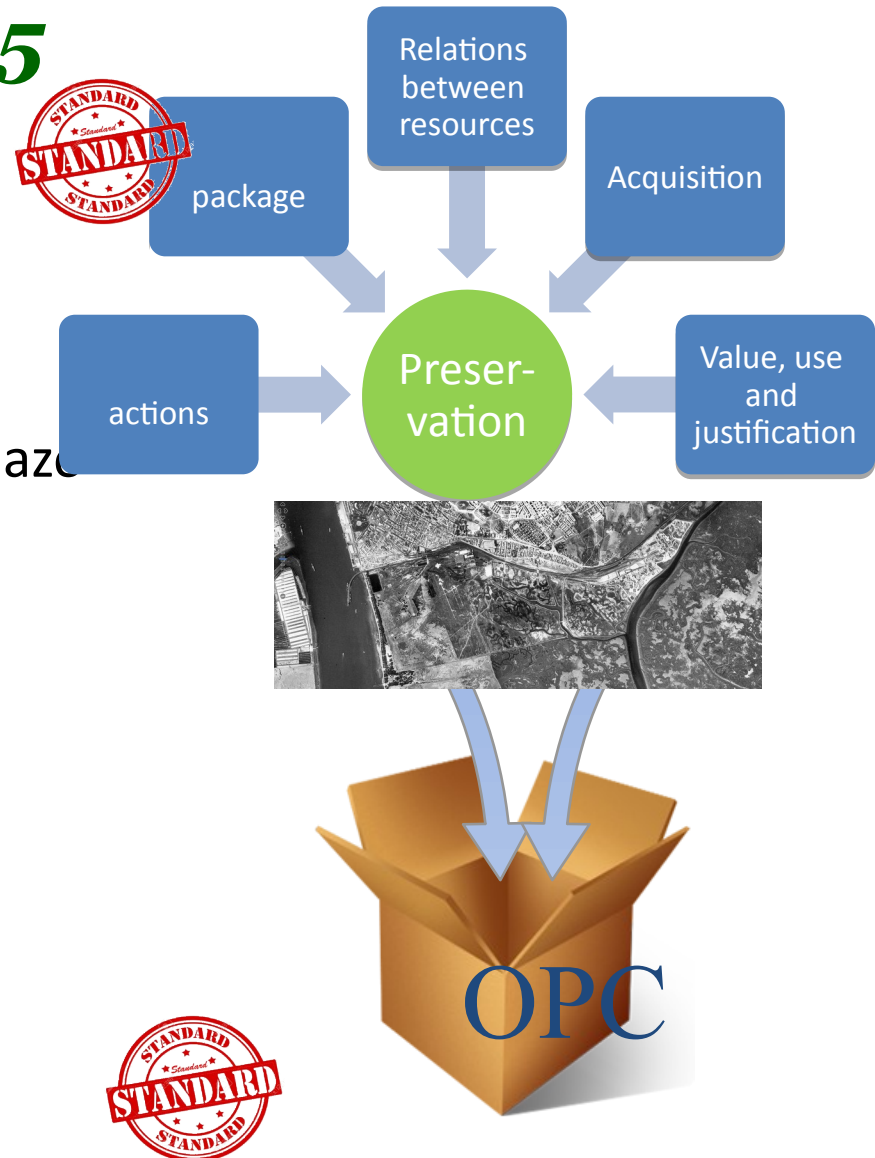 5
Relations
between
resources
STANDARD
Standard
STANDARD
STANDARD
package
Acquisition
actions
Preser-
vation
Value, use
and
justification
OPC
STANDARD
Standard
STANDARD
STANDARD